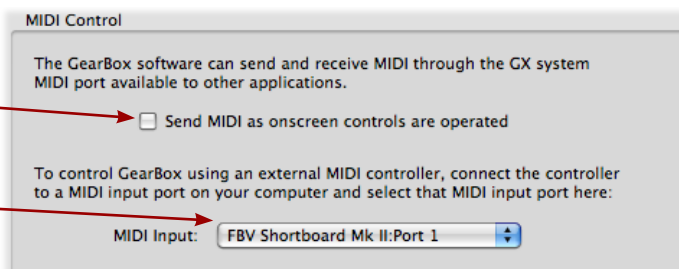 MIDI Control
The GearBox software can send and receive MIDI through the GX system
MIDI port available to other applications.
Send MIDI as onscreen controls are operated
To control GearBox using an external MIDI controller, connect the controller
to a MIDI input port on your computer and select that MIDI input port here:
MIDI Input: FBV Shortboard Mk II:Port 1